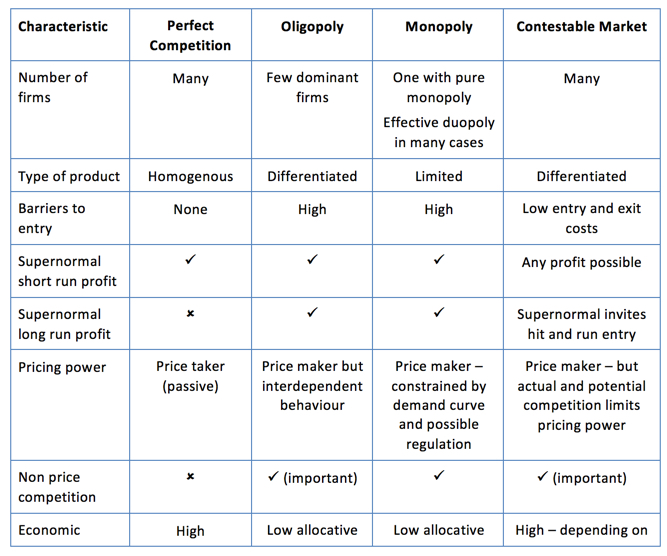 Characteristic Perfect Competition Oligopoly Monopoly Contestable Market
Number of firms Many Few dominant firms One with pure monopoly Effective duopoly in many cases Many
Type of product Homogenous Differentiated Limited Differentiated
Barriers to entry None High High Low entry and exit costs
Supernormal short run profit ✓ ✓ ✓ Any profit possible
Supernormal long run profit ✗ ✓ ✓ Supernormal invites hit and run entry
Pricing power Price taker (passive) Price maker but interdependent behaviour Price maker – constrained by demand curve and possible regulation Price maker – but actual and potential competition limits pricing power
Non price competition ✗ ✓ (important) ✓ ✓ (important)
Economic High Low allocative Low allocative High – depending on